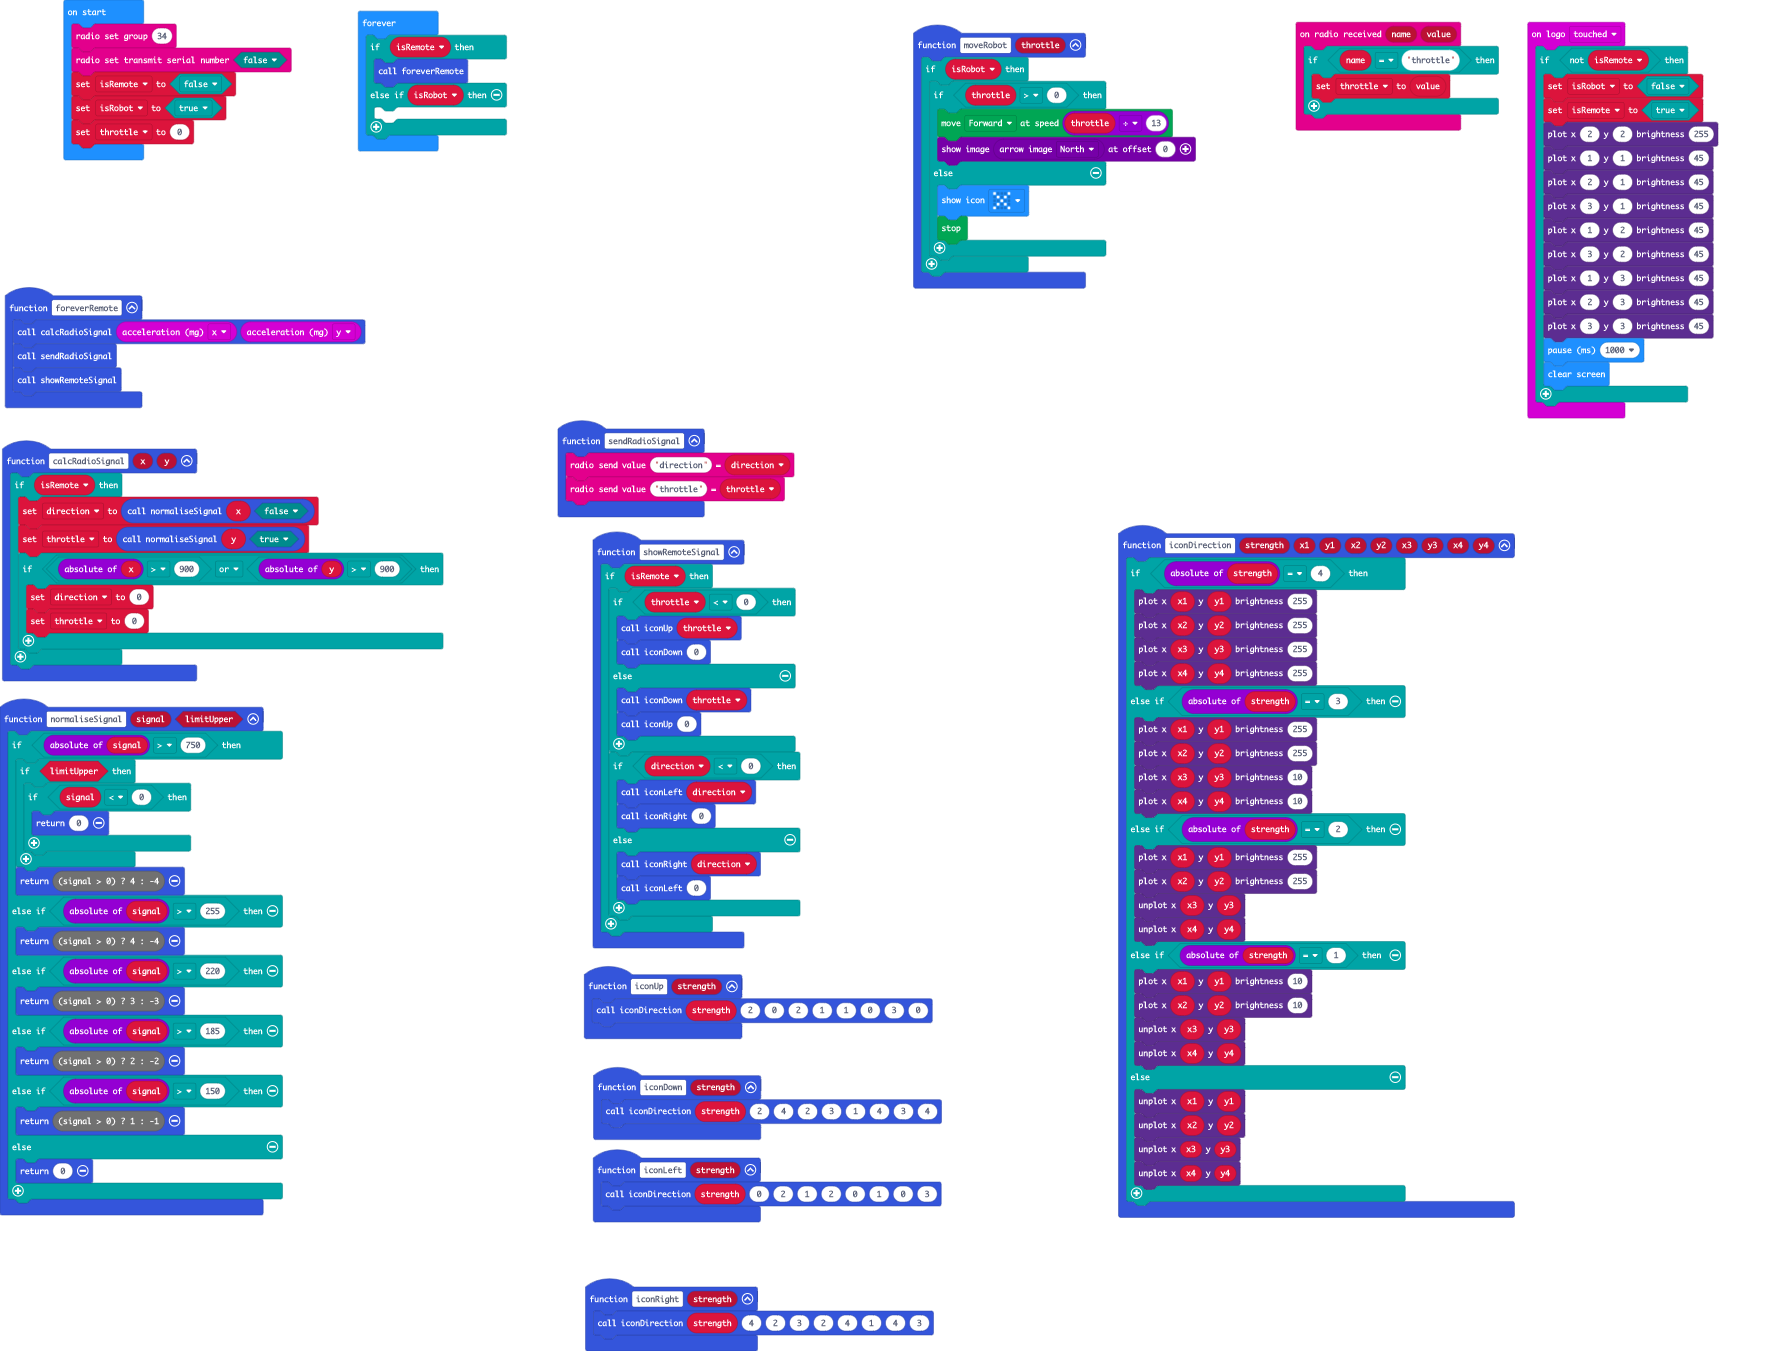 on start
radio set group 34
radio set transmit serial number false
set isRemote to false
set isRobot to true
set throttle to 0
forever
if isRemote then
call foreverRemote
else if isRobot then
function moveRobot throttle
if isRobot then
if throttle > 0 then
move Forward at speed throttle ÷ 13
show image arrow image North at offset 0
else
show icon
stop
on radio received name value
if name = "throttle" then
set throttle to value
on logo touched
if not isRemote then
set isRobot to false
set isRemote to true
plot x 2 y 2 brightness 255
plot x 1 y 1 brightness 45
plot x 2 y 1 brightness 45
plot x 3 y 1 brightness 45
plot x 1 y 2 brightness 45
plot x 3 y 2 brightness 45
plot x 1 y 3 brightness 45
plot x 2 y 3 brightness 45
plot x 3 y 3 brightness 45
pause (ms) 1000
clear screen
function foreverRemote
call calcRadioSignal acceleration (mg) x acceleration (mg) y
call sendRadioSignal
call showRemoteSignal
function calcRadioSignal x y
if isRemote then
set direction to call normaliseSignal x false
set throttle to call normaliseSignal y true
if absolute of x > 900 or absolute of y > 900 then
set direction to 0
set throttle to 0
function normaliseSignal signal limitUpper
if absolute of signal > 750 then
if limitUpper then
if signal < 0 then
return 0
return (signal > 0) ? 4 : -4
else if absolute of signal > 255 then
return (signal > 0) ? 4 : -4
else if absolute of signal > 220 then
return (signal > 0) ? 3 : -3
else if absolute of signal > 185 then
return (signal > 0) ? 2 : -2
else if absolute of signal > 150 then
return (signal > 0) ? 1 : -1
else
return 0
function sendRadioSignal
radio send value "direction" = direction
radio send value "throttle" = throttle
function showRemoteSignal
if isRemote then
if throttle < 0 then
call iconUp throttle
call iconDown 0
else
call iconDown throttle
call iconUp 0
if direction < 0 then
call iconLeft direction
call iconRight 0
else
call iconRight direction
call iconLeft 0
function iconUp strength
call iconDirection strength 2 0 2 1 1 0 3 0
function iconDown strength
call iconDirection strength 2 4 2 3 1 4 3 4
function iconLeft strength
call iconDirection strength 0 2 1 2 0 1 0 3
function iconRight strength
call iconDirection strength 4 2 3 2 4 1 4 3
function iconDirection strength x1 y1 x2 y2 x3 y3 x4 y4
if absolute of strength = 4 then
plot x x1 y y1 brightness 255
plot x x2 y y2 brightness 255
plot x x3 y y3 brightness 255
plot x x4 y y4 brightness 255
else if absolute of strength = 3 then
plot x x1 y y1 brightness 255
plot x x2 y y2 brightness 255
plot x x3 y y3 brightness 10
plot x x4 y y4 brightness 10
else if absolute of strength = 2 then
plot x x1 y y1 brightness 255
plot x x2 y y2 brightness 255
unplot x x3 y y3
unplot x x4 y y4
else if absolute of strength = 1 then
plot x x1 y y1 brightness 10
plot x x2 y y2 brightness 10
unplot x x3 y y3
unplot x x4 y y4
else
unplot x x1 y y1
unplot x x2 y y2
unplot x x3 y y3
unplot x x4 y y4